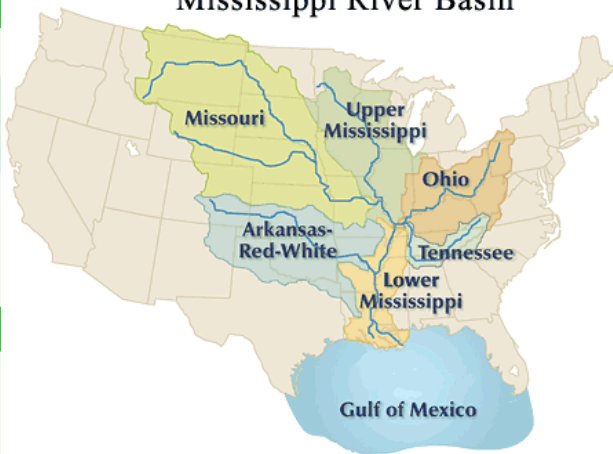 Mississippi River Basin
Missouri
Upper
Mississippi
Ohio
Arkansas-
Red-White
Tennessee
Lower
Mississippi
Gulf of Mexico